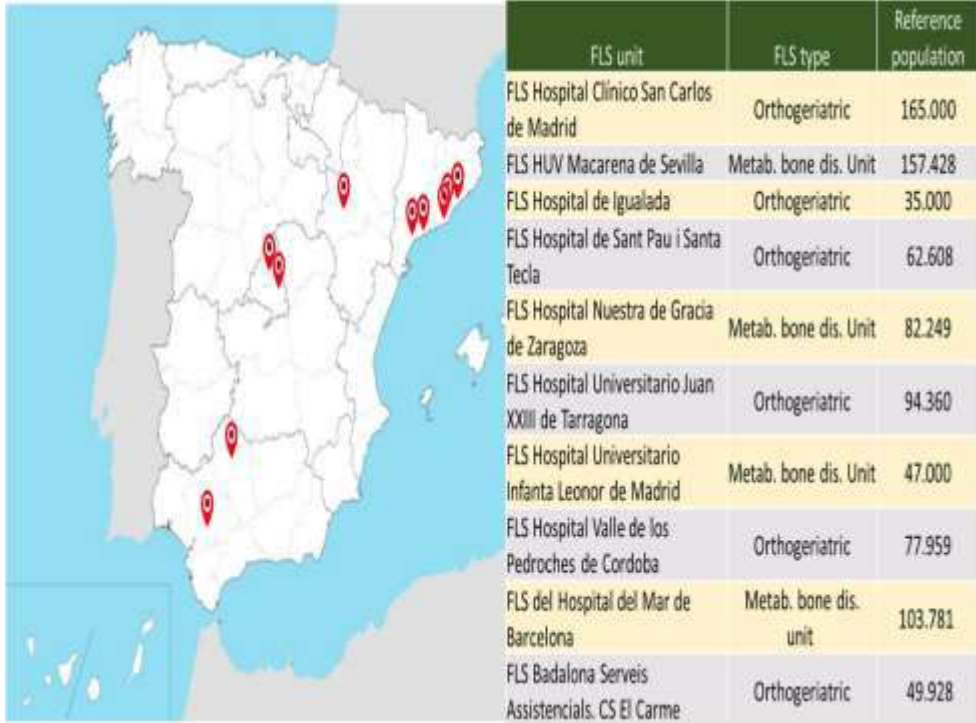 FLS unit FLS type Reference
population
FLS Hospital Clínico San Carlos
de Madrid Orthogeriatric 165.000
FLS HUV Macarena de Sevilla Metab. bone dis. Unit 157.428
FLS Hospital de Igualada Orthogeriatric 35.000
FLS Hospital de Sant Pau i Santa
Tecla Orthogeriatric 62.608
FLS Hospital Nuestra de Gracia
de Zaragoza Metab. bone dis. Unit 82.249
FLS Hospital Universitario Juan
XXIII de Tarragona Orthogeriatric 94.360
FLS Hospital Universitario
Infanta Leonor de Madrid Metab. bone dis. Unit 47.000
FLS Hospital Valle de los
Pedroches de Cordoba Orthogeriatric 77.959
FLS del Hospital del Mar de
Barcelona Metab. bone dis.
unit 103.781
FLS Badalona Serveis
Assistencials. CS El Carme Orthogeriatric 49.928